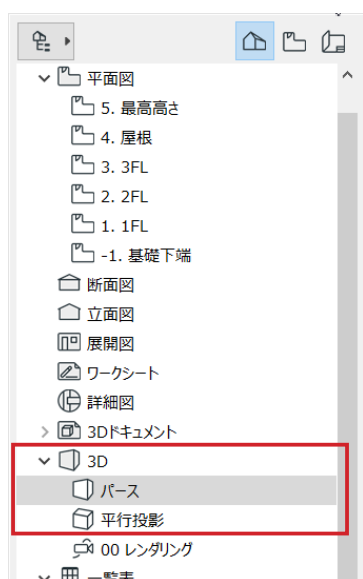 平面図
5. 最高高さ
4. 屋根
3. 3FL
2. 2FL
1. 1FL
-1. 基礎下端
断面図
立面図
展開図
ワークシート
詳細図
3Dドキュメント
3D
パース
平行投影
00 レンダリング
一覧表